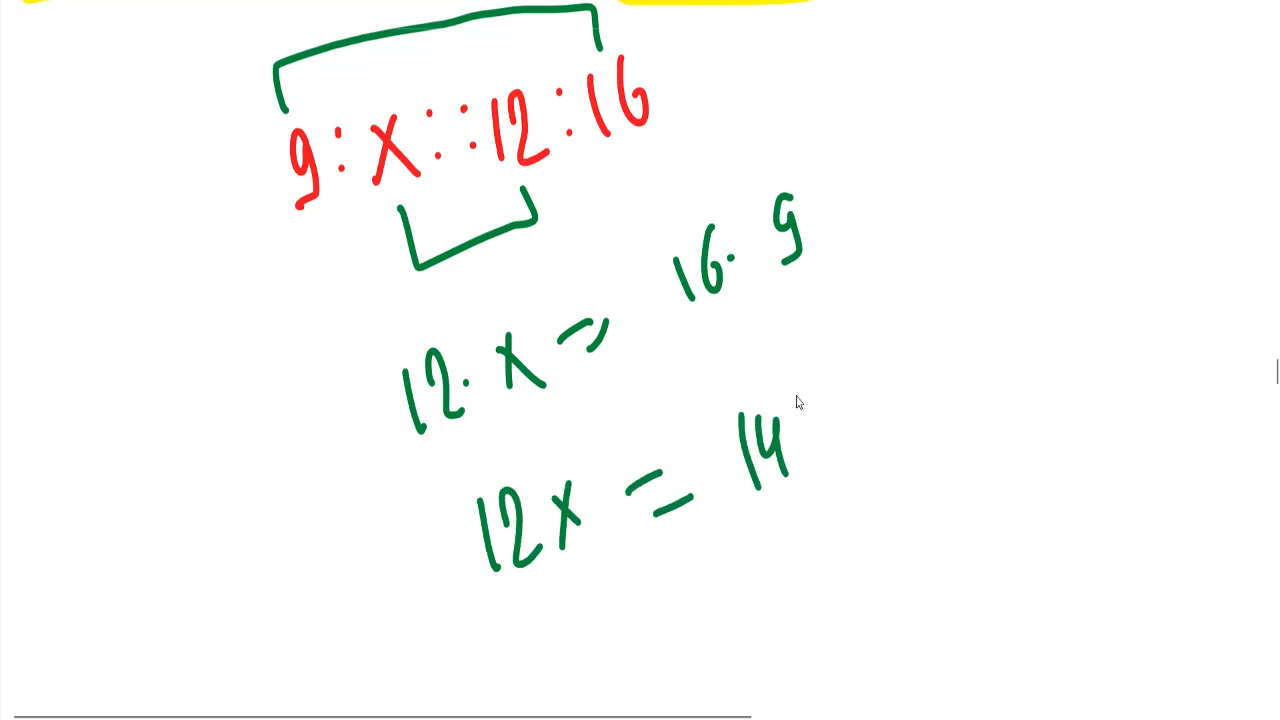 9 : x :: 12 : 16
12 · x = 16 · 9
12x = 14